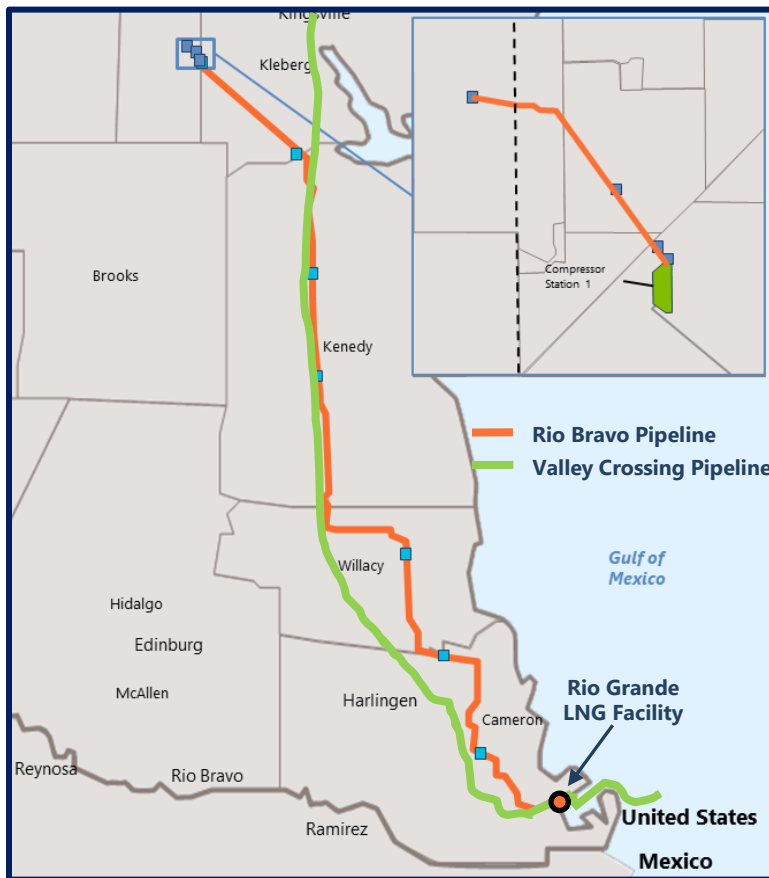 Kingsville
Kleberg
Compressor
Station 1
Brooks
Kenedy
Rio Bravo Pipeline
Valley Crossing Pipeline
Gulf of
Mexico
Willacy
Hidalgo
Edinburg
McAllen
Harlingen
Rio Grande
LNG Facility
Cameron
Reynosa
Rio Bravo
United States
Ramirez
Mexico